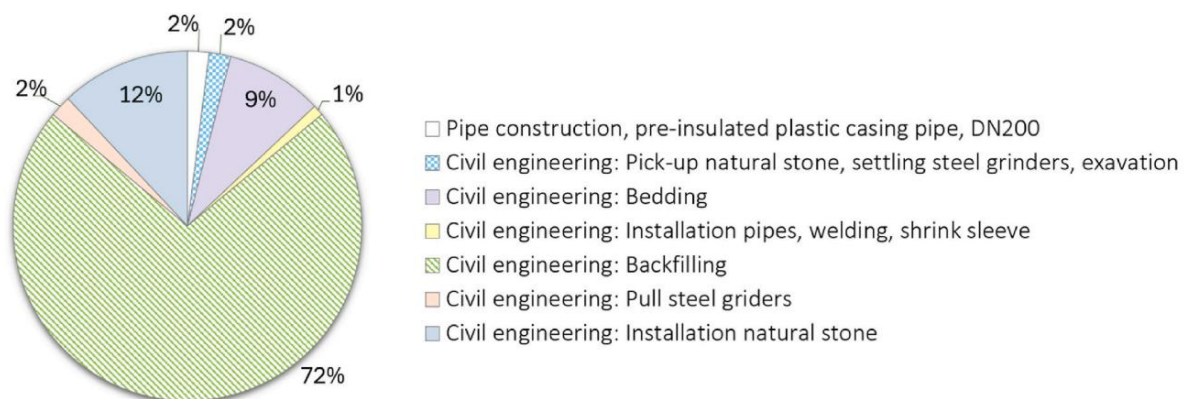 2%
2%
2%
12%
9%
1%
72%
Pipe construction, pre-insulated plastic casing pipe, DN200
Civil engineering: Pick-up natural stone, settling steel grinders, exavation
Civil engineering: Bedding
Civil engineering: Installation pipes, welding, shrink sleeve
Civil engineering: Backfilling
Civil engineering: Pull steel griders
Civil engineering: Installation natural stone